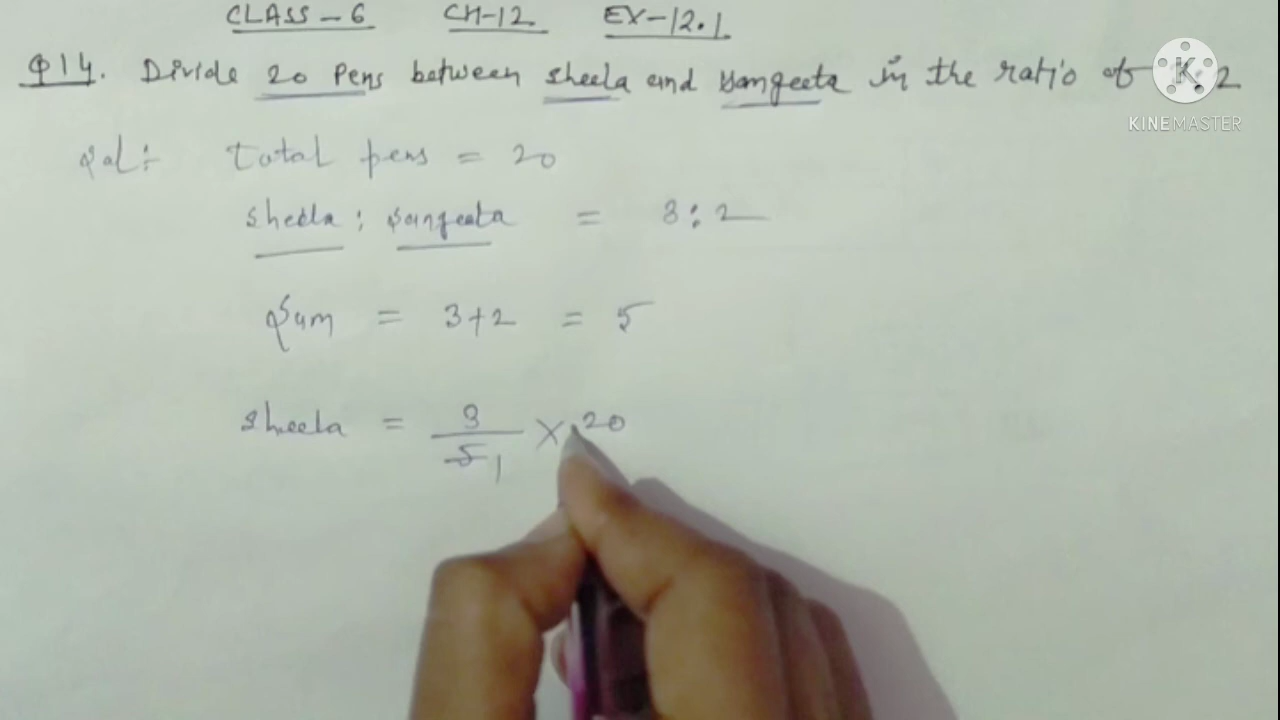 CLASS-6 CH-12 EX-12.1
Q14. Divide 20 Pens between Sheela and Sangeeta in the ratio of 2
K
KINEMASTER
Sol:- Total pens = 20
Sheela : Sangeeta = 3:2
Sum = 3+2 = 5
Sheela = 3/5 1 × 20